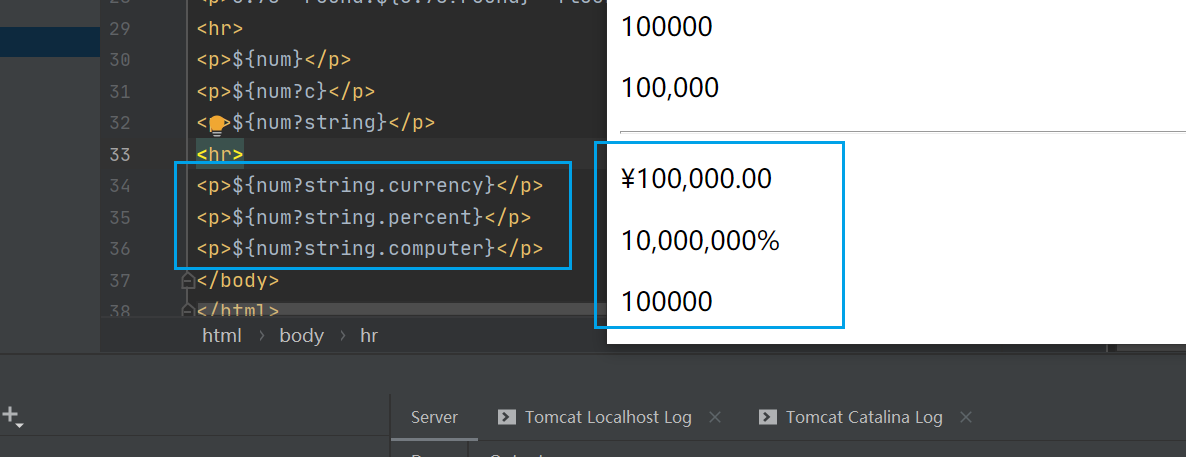 29 <hr>
30 <p>${num}</p>
31 <p>${num?c}</p>
32 ${num?string}</p>
33 <hr>
34 <p>${num?string.currency}</p>
35 <p>${num?string.percent}</p>
36 <p>${num?string.computer}</p>
37 </body>
38 </html>
html › body › hr
100000
100,000
¥100,000.00
10,000,000%
100000
Server Tomcat Localhost Log × Tomcat Catalina Log ×